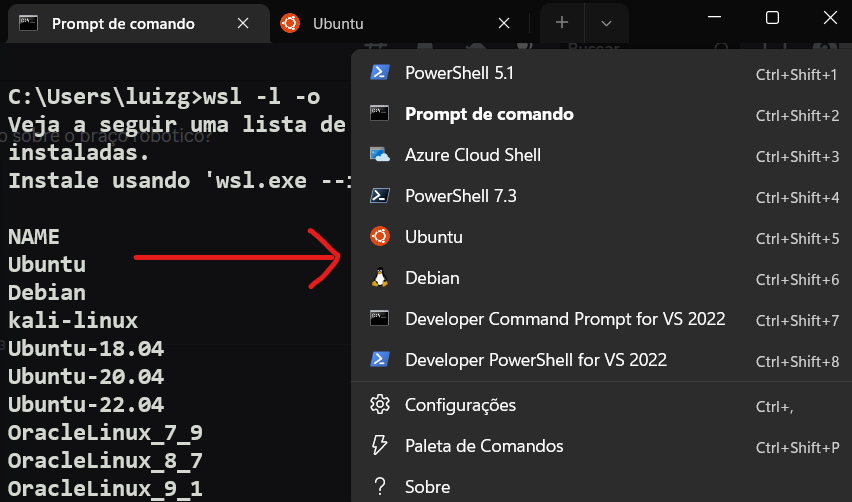 Prompt de comando
Ubuntu
C:\Users\luizg>wsl -l -o
Veja a seguir uma lista de
o sobre o braço robótico?
instaladas.
Instale usando 'wsl.exe --i
NAME
Ubuntu
Debian
kali-linux
Ubuntu-18.04
Ubuntu-20.04
Ubuntu-22.04
OracleLinux_7_9
OracleLinux_8_7
OracleLinux_9_1
Buscar
PowerShell 5.1 Ctrl+Shift+1
Prompt de comando Ctrl+Shift+2
Azure Cloud Shell Ctrl+Shift+3
PowerShell 7.3 Ctrl+Shift+4
Ubuntu Ctrl+Shift+5
Debian Ctrl+Shift+6
Developer Command Prompt for VS 2022 Ctrl+Shift+7
Developer PowerShell for VS 2022 Ctrl+Shift+8
Configurações Ctrl+,
Paleta de Comandos Ctrl+Shift+P
Sobre